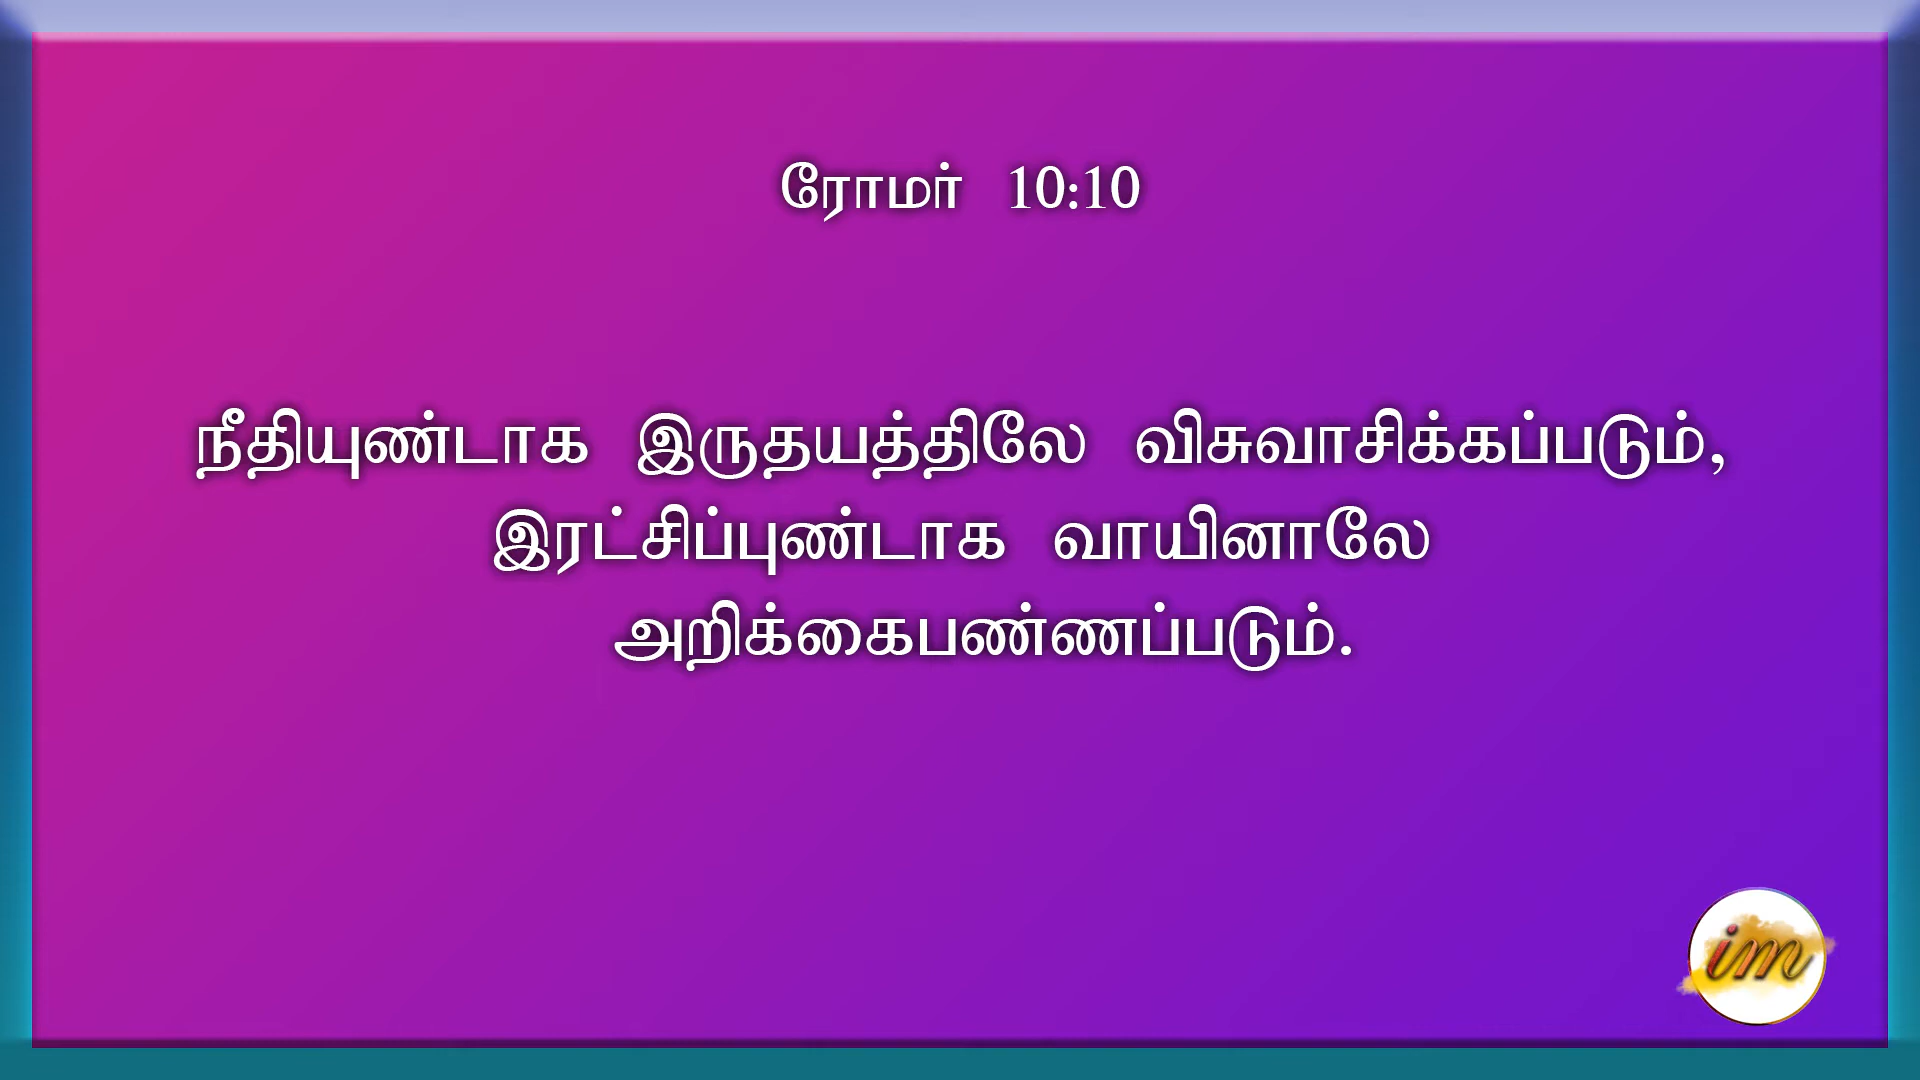 ரோமர் 10:10
நீதியுண்டாக இருதயத்திலே விசுவாசிக்கப்படும்,
இரட்சிப்புண்டாக வாயினாலே
அறிக்கைபண்ணப்படும்.
im